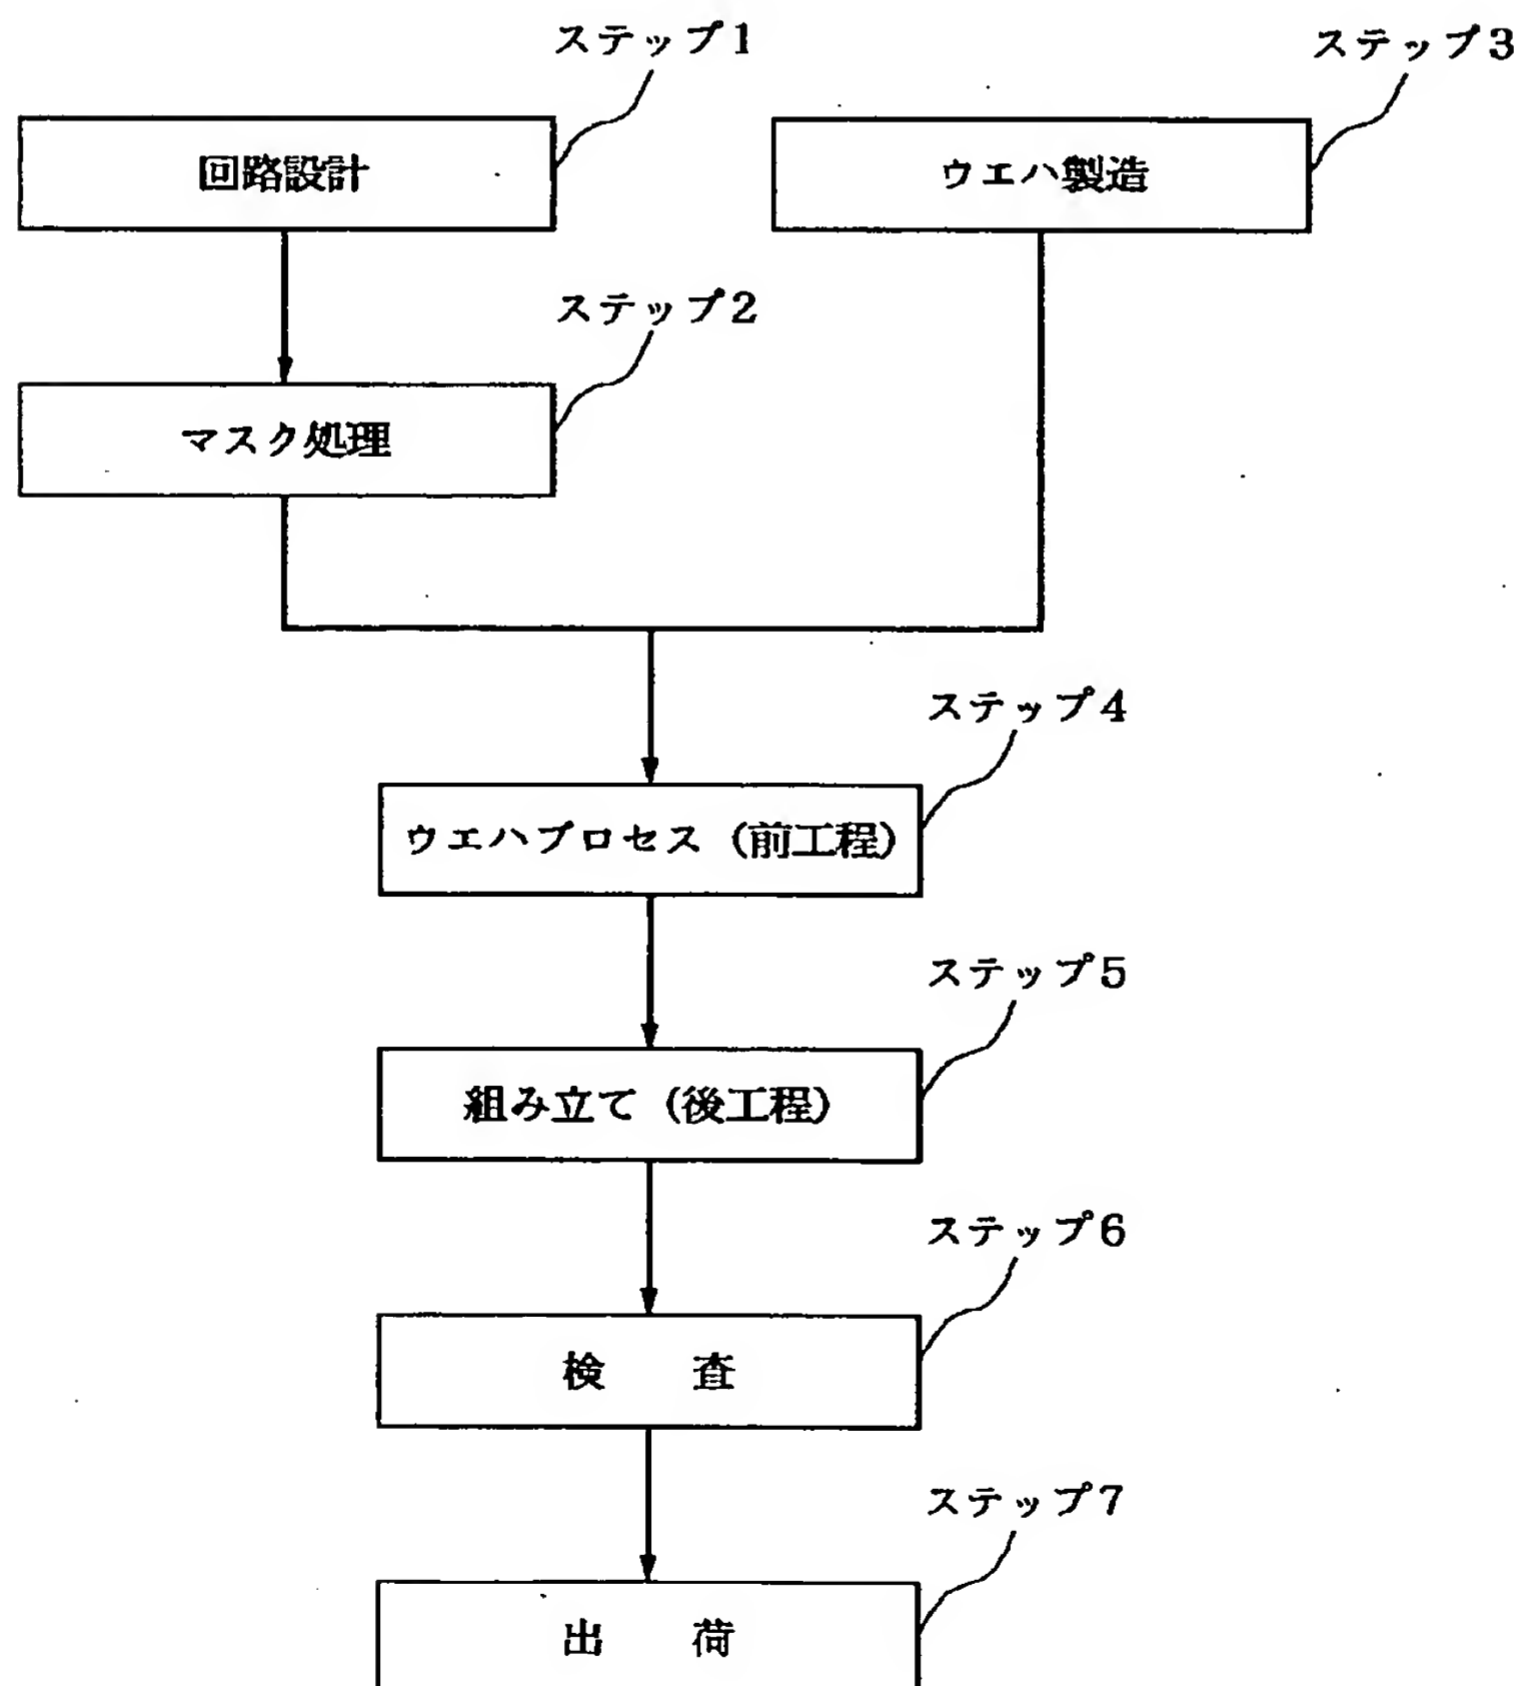 ステップ1
ステップ3
回路設計
ウエハ製造
ステップ2
マスク処理
ステップ4
ウエハプロセス（前工程）
ステップ5
組み立て（後工程）
ステップ6
検　査
ステップ7
出　荷